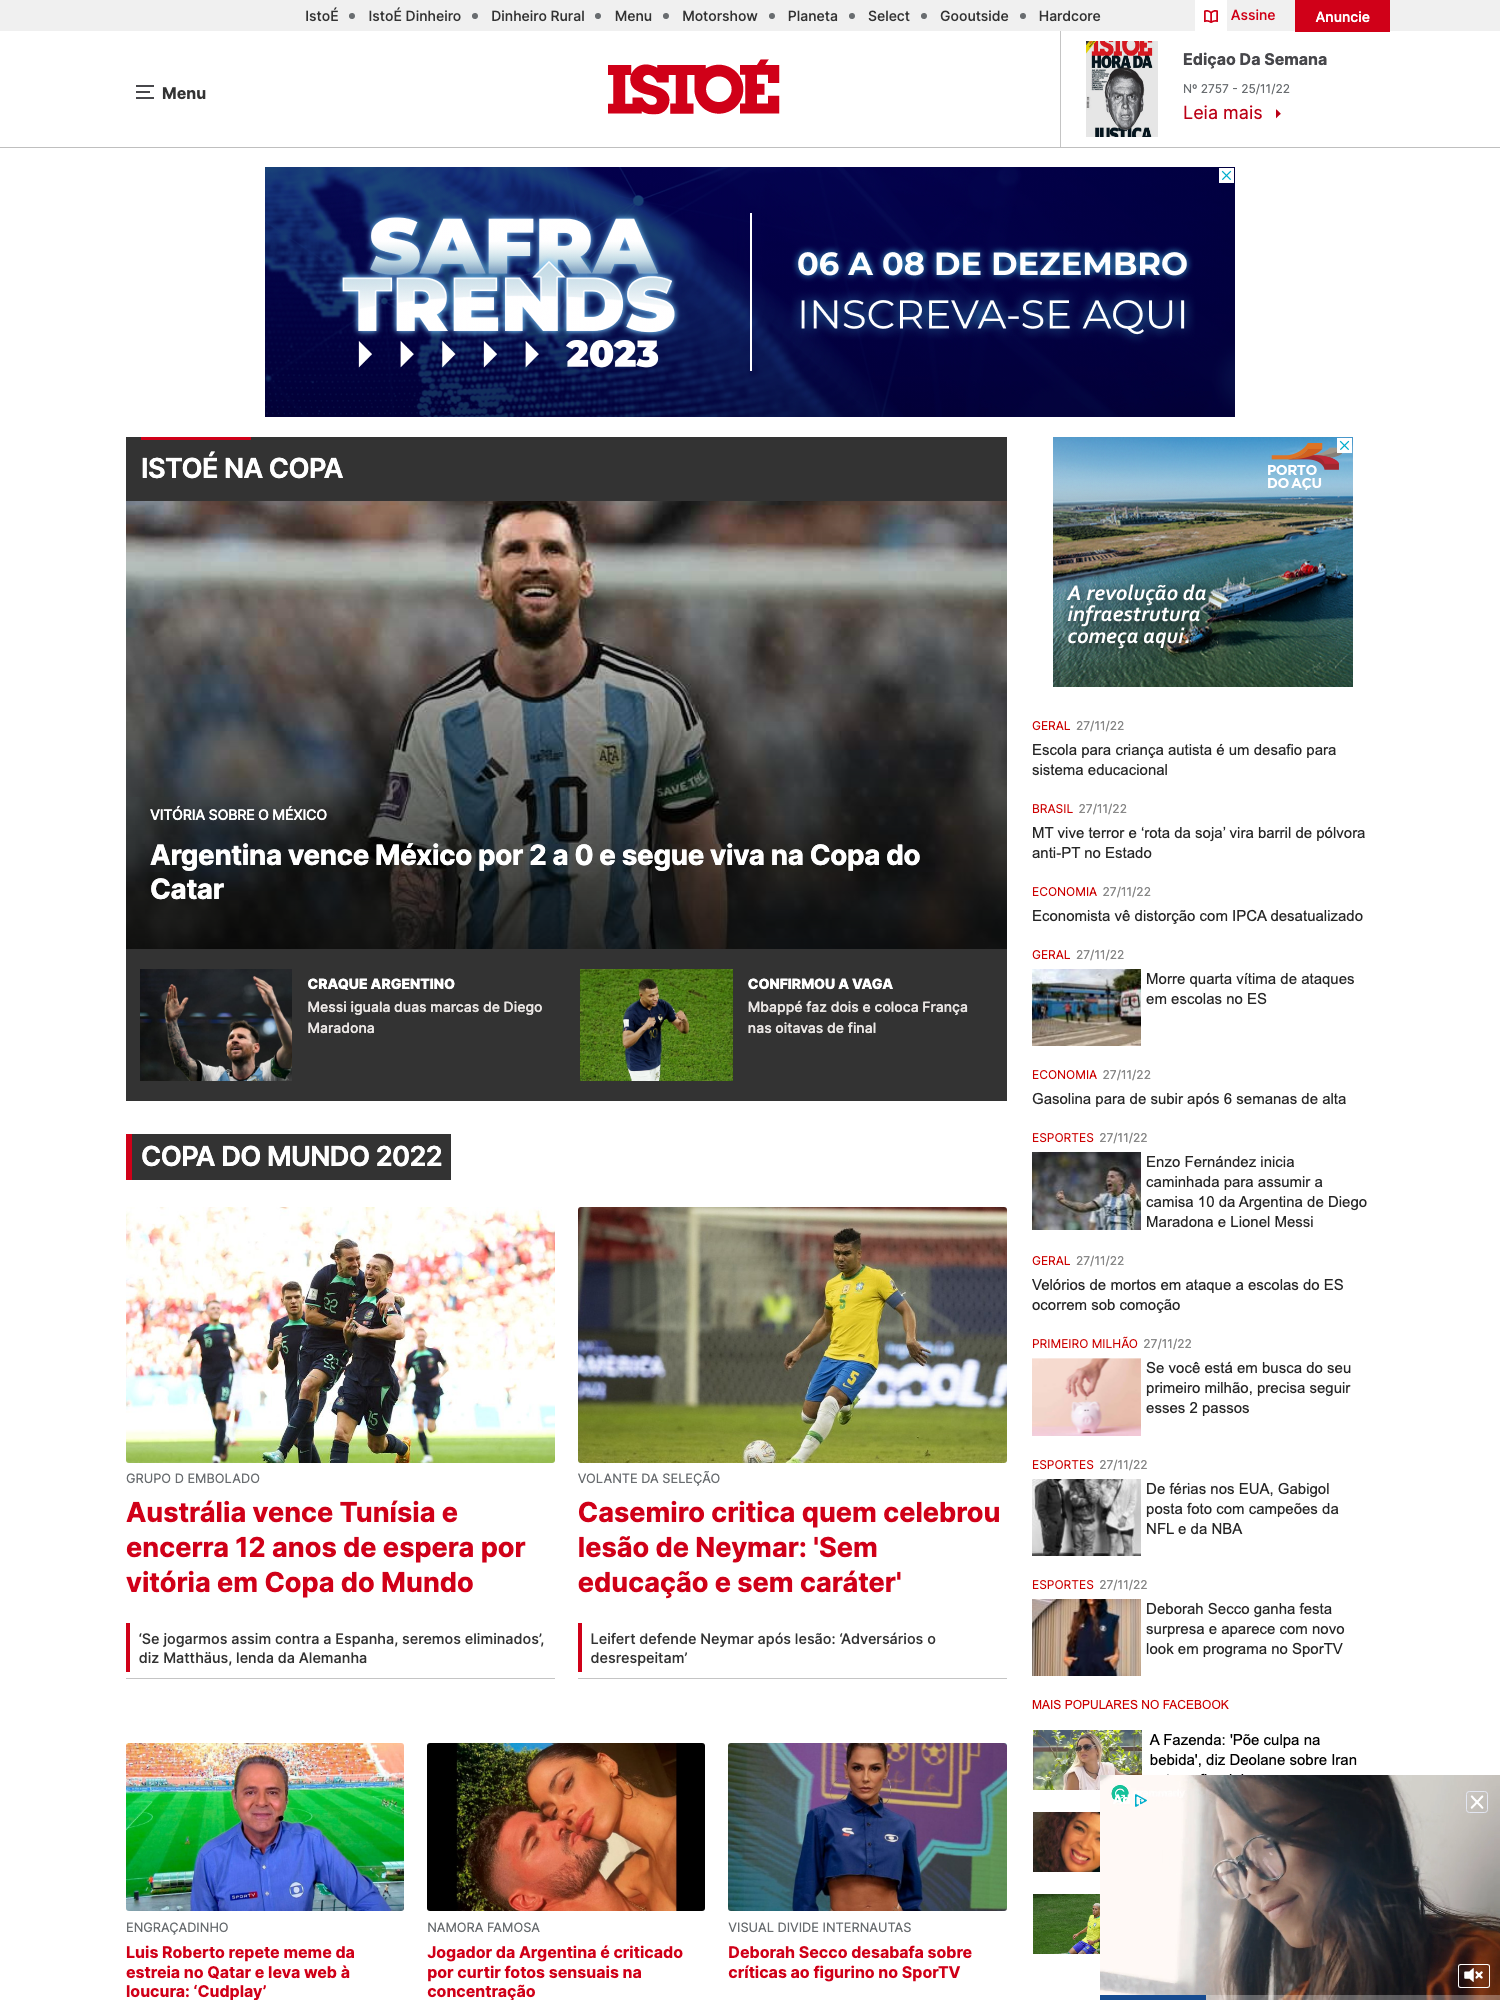 IstoÉ
IstoÉ Dinheiro
Dinheiro Rural
Menu
Motorshow
Planeta
Select
Gooutside
Hardcore
Assine
Anuncie
Menu
ISTOÉ
ISTOÉ
HORA DA
JUSTIÇA
Ediçao Da Semana
Nº 2757 - 25/11/22
Leia mais
SAFRA
TRENDS
2023
06 A 08 DE DEZEMBRO
INSCREVA-SE AQUI
ISTOÉ NA COPA
SAVE THE
AFA
10
VITÓRIA SOBRE O MÉXICO
Argentina vence México por 2 a 0 e segue viva na Copa do
Catar
CRAQUE ARGENTINO
Messi iguala duas marcas de Diego
Maradona
CONFIRMOU A VAGA
Mbappé faz dois e coloca França
nas oitavas de final
COPA DO MUNDO 2022
GRUPO D EMBOLADO
Austrália vence Tunísia e
encerra 12 anos de espera por
vitória em Copa do Mundo
‘Se jogarmos assim contra a Espanha, seremos eliminados’,
diz Matthäus, lenda da Alemanha
VOLANTE DA SELEÇÃO
Casemiro critica quem celebrou
lesão de Neymar: 'Sem
educação e sem caráter'
Leifert defende Neymar após lesão: ‘Adversários o
desrespeitam’
ENGRAÇADINHO
Luis Roberto repete meme da
estreia no Qatar e leva web à
loucura: ‘Cudplay’
NAMORA FAMOSA
Jogador da Argentina é criticado
por curtir fotos sensuais na
concentração
VISUAL DIVIDE INTERNAUTAS
Deborah Secco desabafa sobre
críticas ao figurino no SporTV
PORTO
DO AÇU
A revolução da
infraestrutura
começa aqui.
GERAL 27/11/22
Escola para criança autista é um desafio para
sistema educacional
BRASIL 27/11/22
MT vive terror e ‘rota da soja’ vira barril de pólvora
anti-PT no Estado
ECONOMIA 27/11/22
Economista vê distorção com IPCA desatualizado
GERAL 27/11/22
Morre quarta vítima de ataques
em escolas no ES
ECONOMIA 27/11/22
Gasolina para de subir após 6 semanas de alta
ESPORTES 27/11/22
Enzo Fernández inicia
caminhada para assumir a
camisa 10 da Argentina de Diego
Maradona e Lionel Messi
GERAL 27/11/22
Velórios de mortos em ataque a escolas do ES
ocorrem sob comoção
PRIMEIRO MILHÃO 27/11/22
Se você está em busca do seu
primeiro milhão, precisa seguir
esses 2 passos
ESPORTES 27/11/22
De férias nos EUA, Gabigol
posta foto com campeões da
NFL e da NBA
ESPORTES 27/11/22
Deborah Secco ganha festa
surpresa e aparece com novo
look em programa no SporTV
MAIS POPULARES NO FACEBOOK
A Fazenda: 'Põe culpa na
bebida', diz Deolane sobre Iran